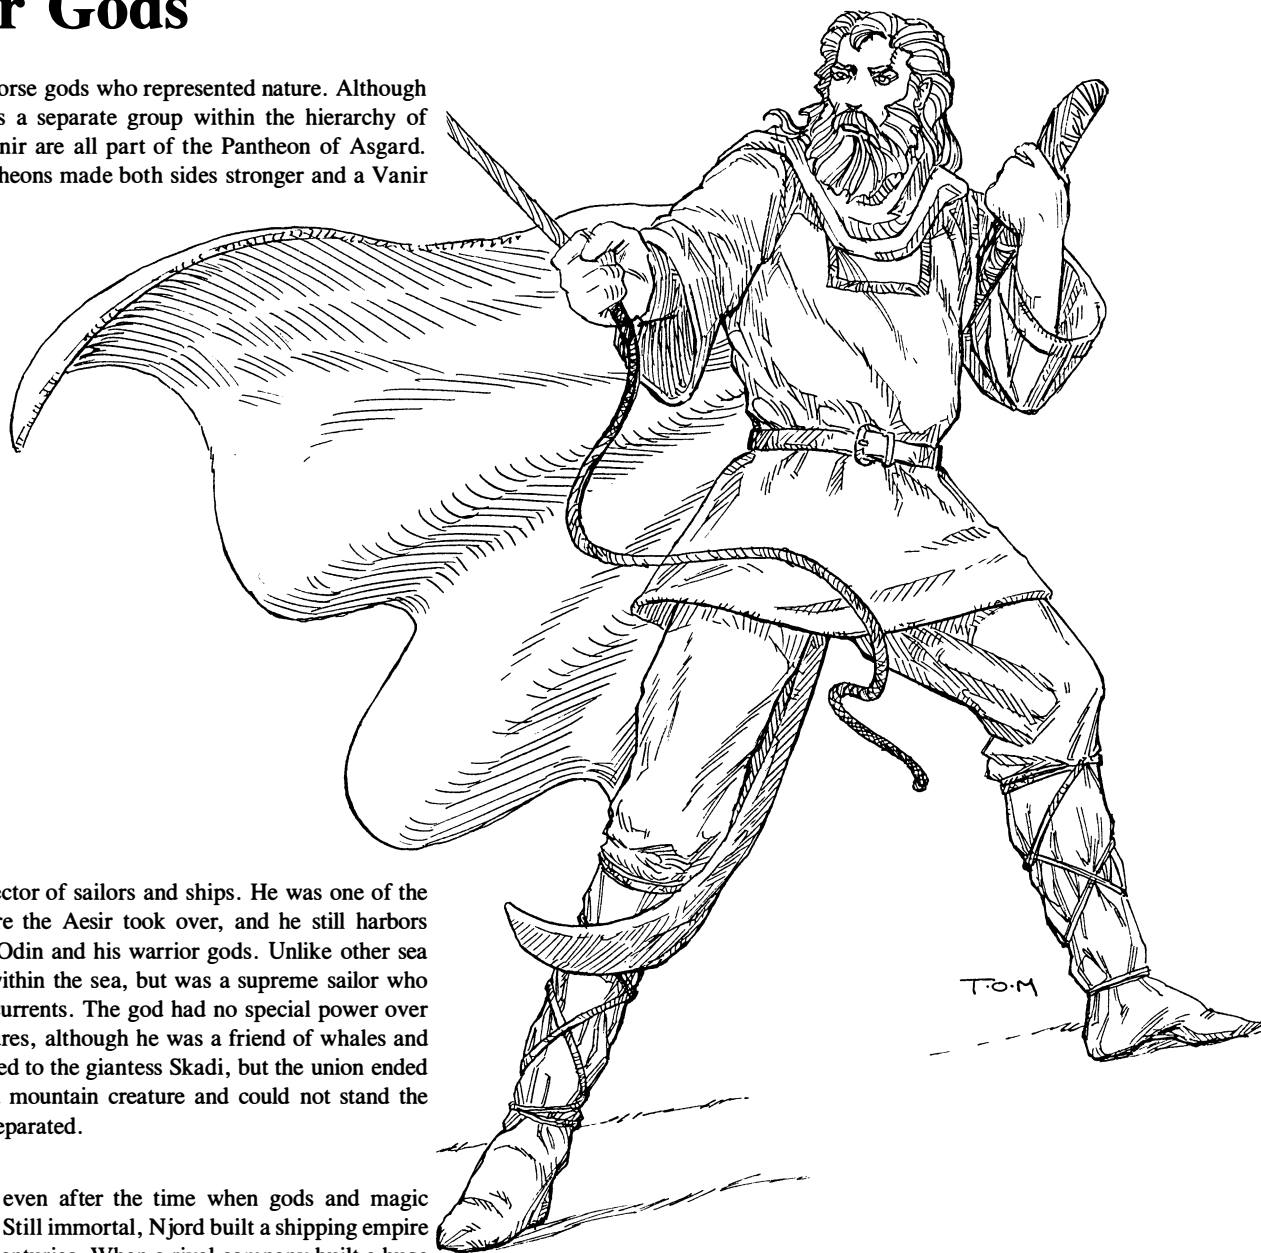 r Gods
orse gods who represented nature. Although
s a separate group within the hierarchy of
nir are all part of the Pantheon of Asgard.
heons made both sides stronger and a Vanir
ector of sailors and ships. He was one of the
re the Aesir took over, and he still harbors
Odin and his warrior gods. Unlike other sea
vithin the sea, but was a supreme sailor who
urrents. The god had no special power over
res, although he was a friend of whales and
ed to the giantess Skadi, but the union ended
mountain creature and could not stand the
eparated.
T.O.M
even after the time when gods and magic
Still immortal, Njord built a shipping empire